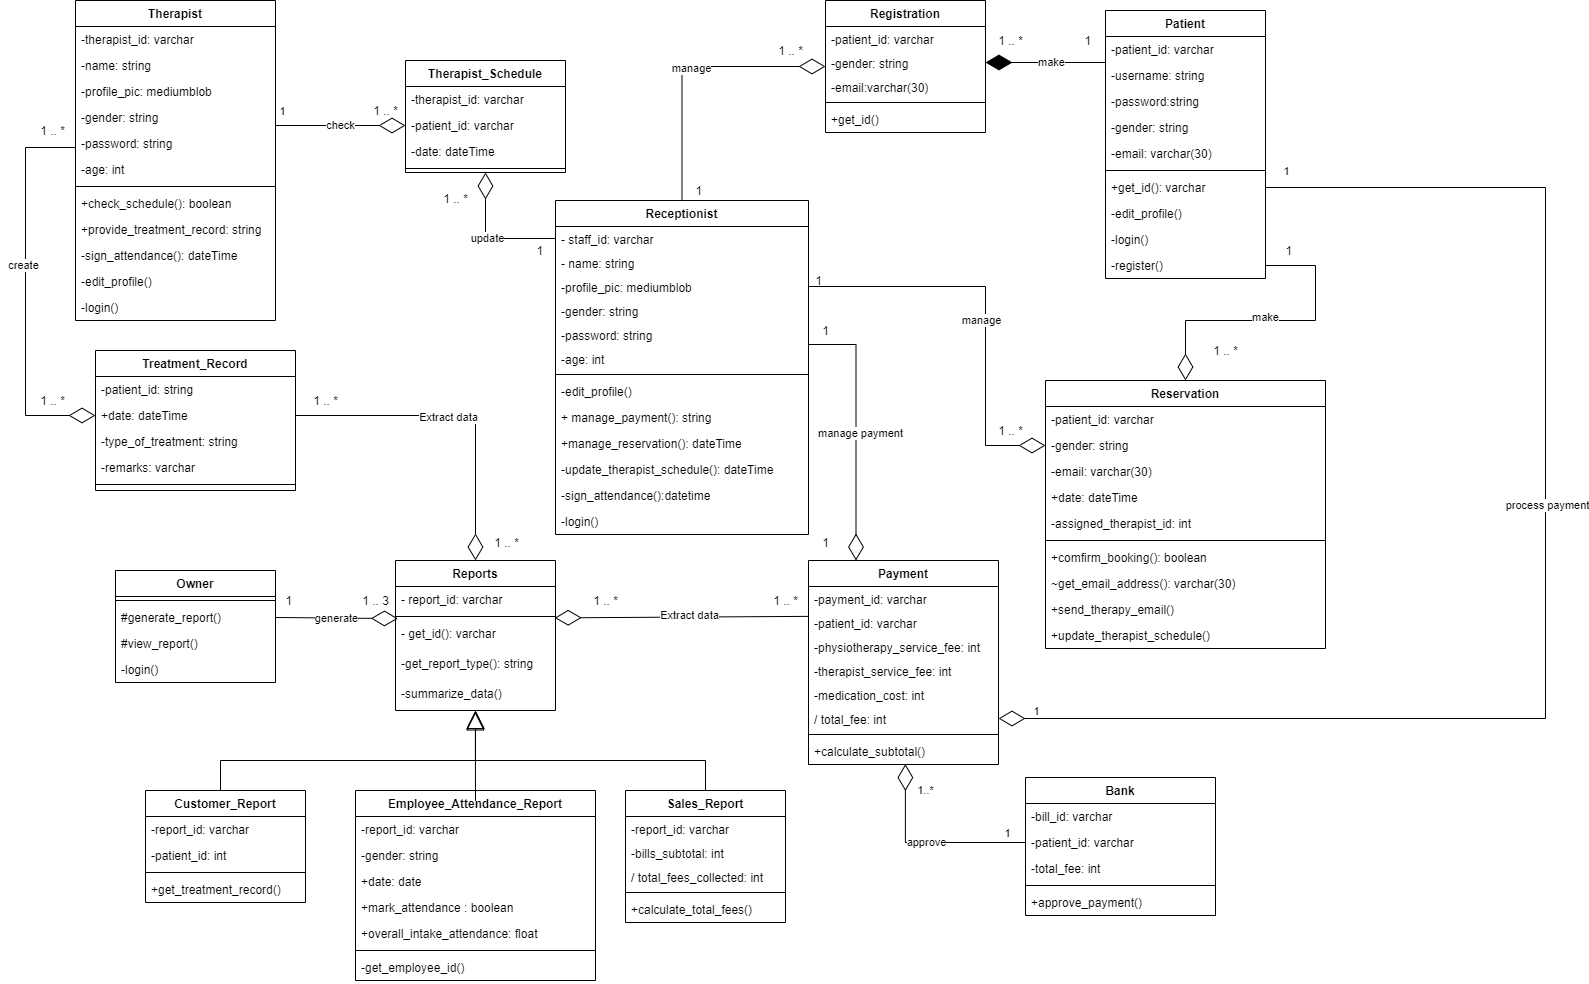 Therapist
-therapist_id: varchar
-name: string
-profile_pic: mediumblob
-gender: string
-password: string
-age: int
+check_schedule(): boolean
+provide_treatment_record: string
-sign_attendance(): dateTime
-edit_profile()
-login()
1
check
1 .. *
Therapist_Schedule
-therapist_id: varchar
-patient_id: varchar
-date: dateTime
1 .. *
update
1
Registration
-patient_id: varchar
-gender: string
-email:varchar(30)
+get_id()
1 .. *
manage
1
1 .. *
make
1
Patient
-patient_id: varchar
-username: string
-password:string
-gender: string
-email: varchar(30)
+get_id(): varchar
-edit_profile()
-login()
-register()
1
process payment
1
1
make
1 .. *
Receptionist
- staff_id: varchar
- name: string
-profile_pic: mediumblob
-gender: string
-password: string
-age: int
-edit_profile()
+ manage_payment(): string
+manage_reservation(): dateTime
-update_therapist_schedule(): dateTime
-sign_attendance():datetime
-login()
1
manage
1 .. *
1
manage payment
1
Reservation
-patient_id: varchar
-gender: string
-email: varchar(30)
+date: dateTime
-assigned_therapist_id: int
+comfirm_booking(): boolean
~get_email_address(): varchar(30)
+send_therapy_email()
+update_therapist_schedule()
1 .. *
create
1 .. *
Treatment_Record
-patient_id: string
+date: dateTime
-type_of_treatment: string
-remarks: varchar
1 .. *
Extract data
1 .. *
Owner
#generate_report()
#view_report()
-login()
1
generate
1 .. 3
Reports
- report_id: varchar
- get_id(): varchar
-get_report_type(): string
-summarize_data()
1 .. *
Extract data
1 .. *
Payment
-payment_id: varchar
-patient_id: varchar
-physiotherapy_service_fee: int
-therapist_service_fee: int
-medication_cost: int
/ total_fee: int
+calculate_subtotal()
1..*
approve
1
Bank
-bill_id: varchar
-patient_id: varchar
-total_fee: int
+approve_payment()
Customer_Report
-report_id: varchar
-patient_id: int
+get_treatment_record()
Employee_Attendance_Report
-report_id: varchar
-gender: string
+date: date
+mark_attendance : boolean
+overall_intake_attendance: float
-get_employee_id()
Sales_Report
-report_id: varchar
-bills_subtotal: int
/ total_fees_collected: int
+calculate_total_fees()